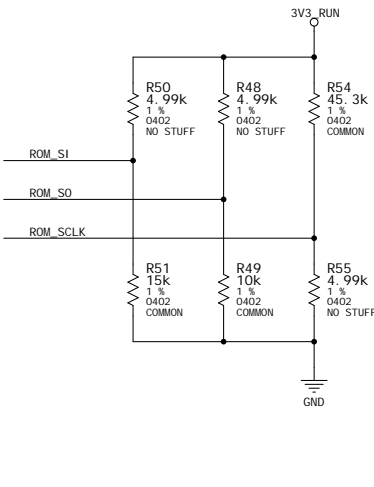 3V3_RUN
R50
4.99k
1 %
0402
NO STUFF
R48
4.99k
1 %
0402
NO STUFF
R54
45.3k
1 %
0402
COMMON
ROM_SI
ROM_SO
ROM_SCLK
R51
15k
1 %
0402
COMMON
R49
10k
1 %
0402
COMMON
R55
4.99k
1 %
0402
NO STUFF
GND